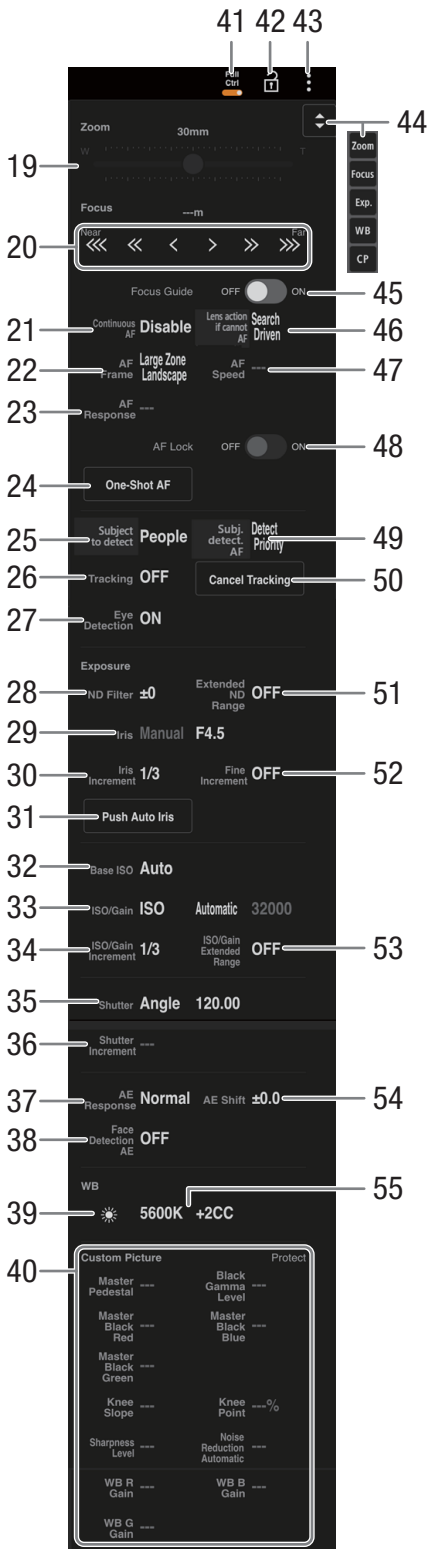 41 42 43
Full
Ctrl
44
Zoom
Focus
Exp.
WB
CP
Zoom 30mm
W T
19
Focus ---m
Near Far
20
Focus Guide OFF ON 45
21 Continuous AF Disable Lens action if cannot AF Search Driven 46
22 AF Frame Large Zone Landscape AF Speed --- 47
23 AF Response ---
AF Lock OFF ON 48
24 One-Shot AF
25 Subject to detect People Subj. detect. AF Detect Priority 49
26 Tracking OFF Cancel Tracking 50
27 Eye Detection ON
Exposure
28 ND Filter ±0 Extended ND Range OFF 51
29 Iris Manual F4.5
30 Iris Increment 1/3 Fine Increment OFF 52
31 Push Auto Iris
32 Base ISO Auto
33 ISO/Gain ISO Automatic 32000
34 ISO/Gain Increment 1/3 ISO/Gain Extended Range OFF 53
35 Shutter Angle 120.00
36 Shutter Increment ---
37 AE Response Normal AE Shift ±0.0 54
38 Face Detection AE OFF
WB 55
39 5600K +2CC
40 Custom Picture Protect
Master Pedestal --- Black Gamma Level ---
Master Black Red --- Master Black Blue ---
Master Black Green ---
Knee Slope --- Knee Point ---%
Sharpness Level --- Noise Reduction Automatic ---
WB R Gain --- WB B Gain ---
WB G Gain ---